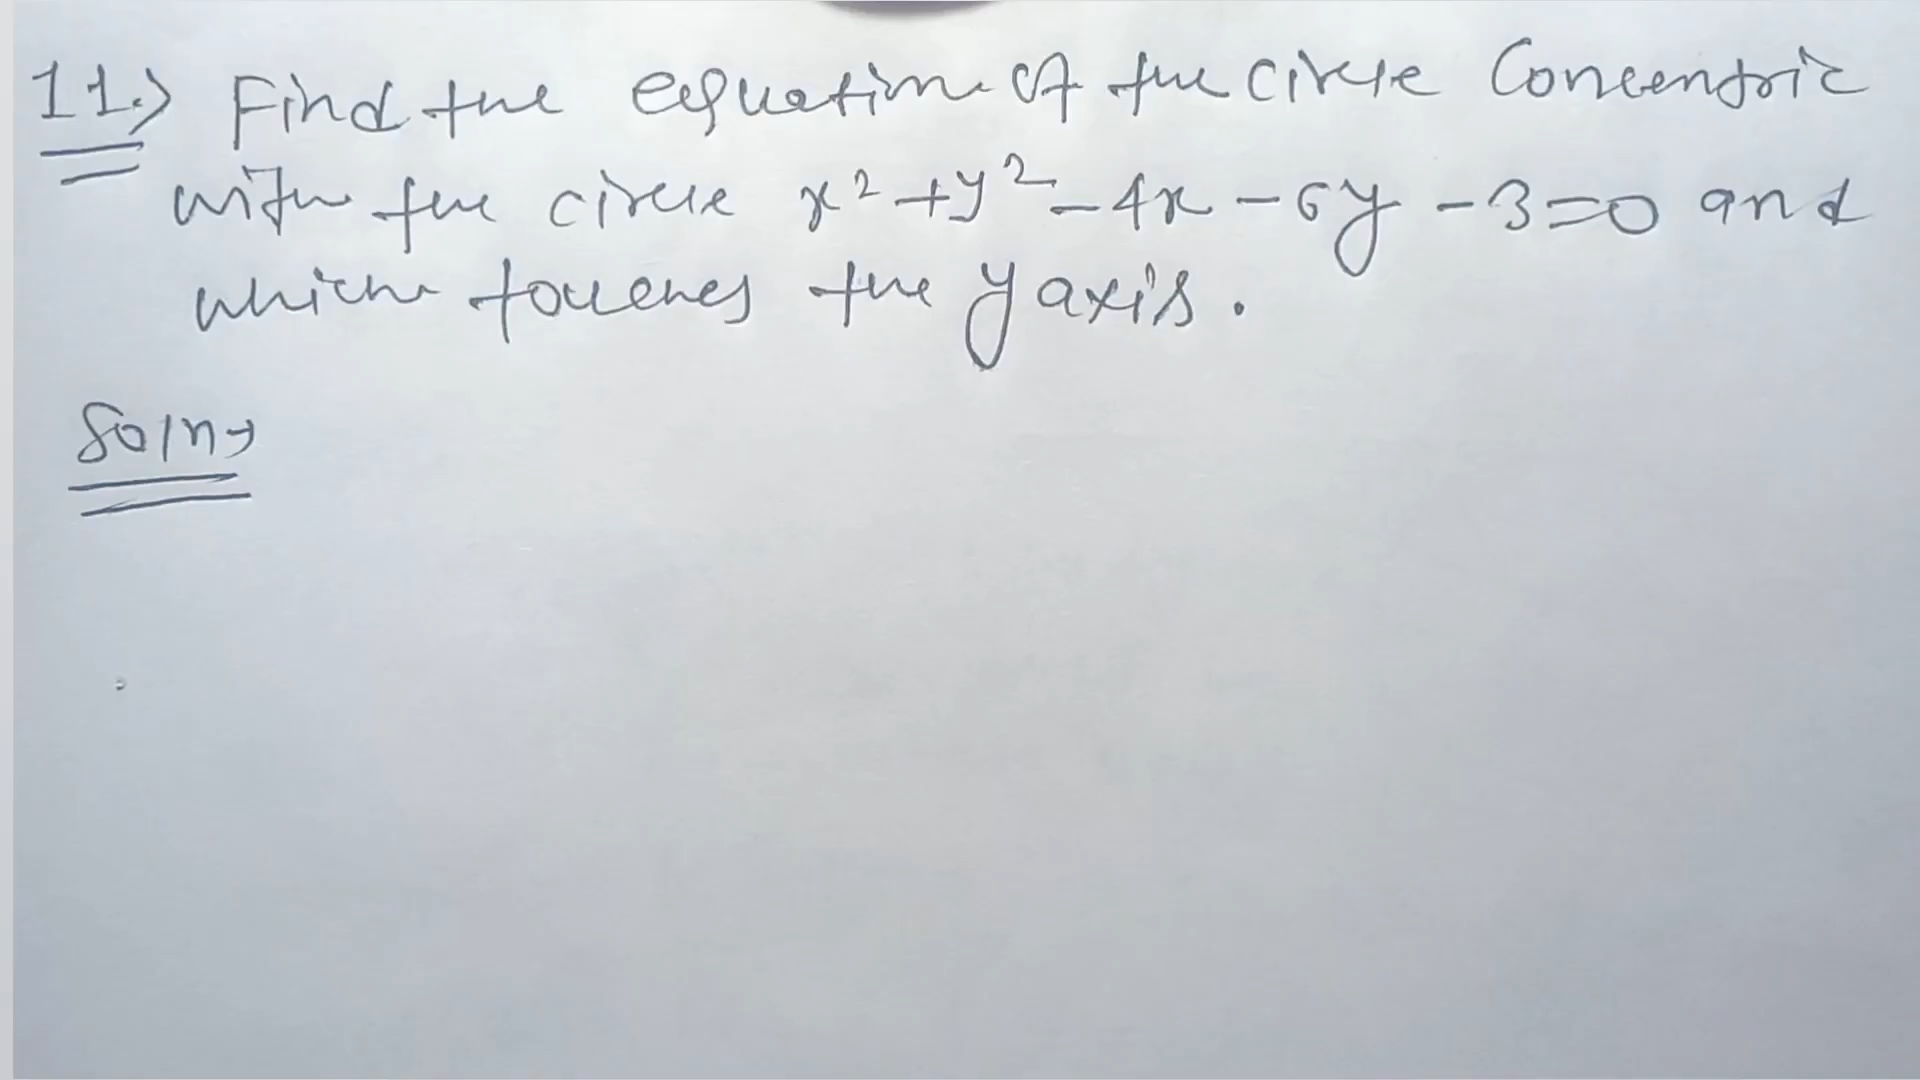 11.) Find the equation of the circle Concentric
with the circle x² + y² - 4x - 6y - 3 = 0 and
which touches the y axis.
Soln→